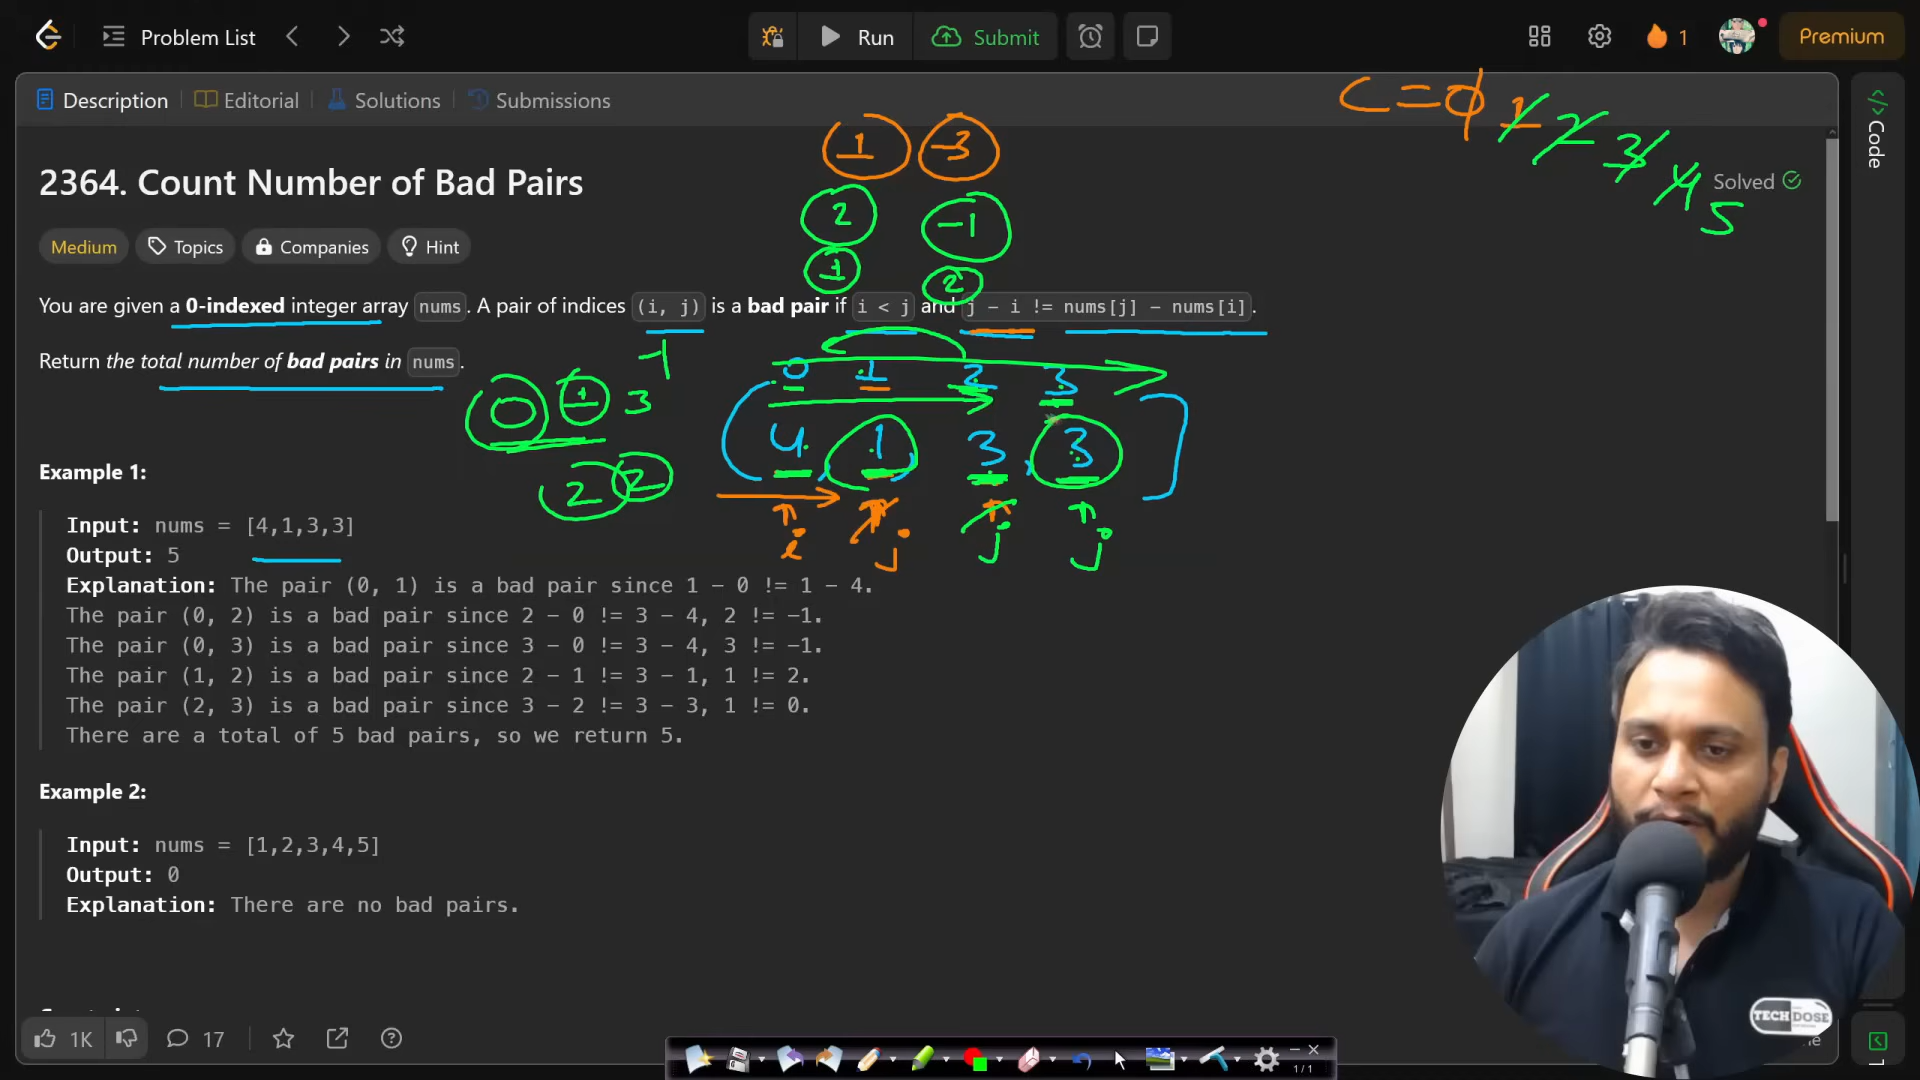 Problem List
Run
Submit
1
Premium
Description
Editorial
Solutions
Submissions
Code
C = 0 1 2 3 4 5
1 -3
2364. Count Number of Bad Pairs
Solved
2 -1
Medium
Topics
Companies
Hint
1 2
You are given a 0-indexed integer array nums. A pair of indices (i, j) is a bad pair if i < j and j - i != nums[j] - nums[i].
Return the total number of bad pairs in nums.
-1
0 1 2 3
0 1 3
4, 1, 3, 3
2 2
Example 1:
Input: nums = [4,1,3,3]
i j j j
Output: 5
Explanation: The pair (0, 1) is a bad pair since 1 - 0 != 1 - 4.
The pair (0, 2) is a bad pair since 2 - 0 != 3 - 4, 2 != -1.
The pair (0, 3) is a bad pair since 3 - 0 != 3 - 4, 3 != -1.
The pair (1, 2) is a bad pair since 2 - 1 != 3 - 1, 1 != 2.
The pair (2, 3) is a bad pair since 3 - 2 != 3 - 3, 1 != 0.
There are a total of 5 bad pairs, so we return 5.
Example 2:
Input: nums = [1,2,3,4,5]
Output: 0
Explanation: There are no bad pairs.
1K
17
TECH DOSE
1/1